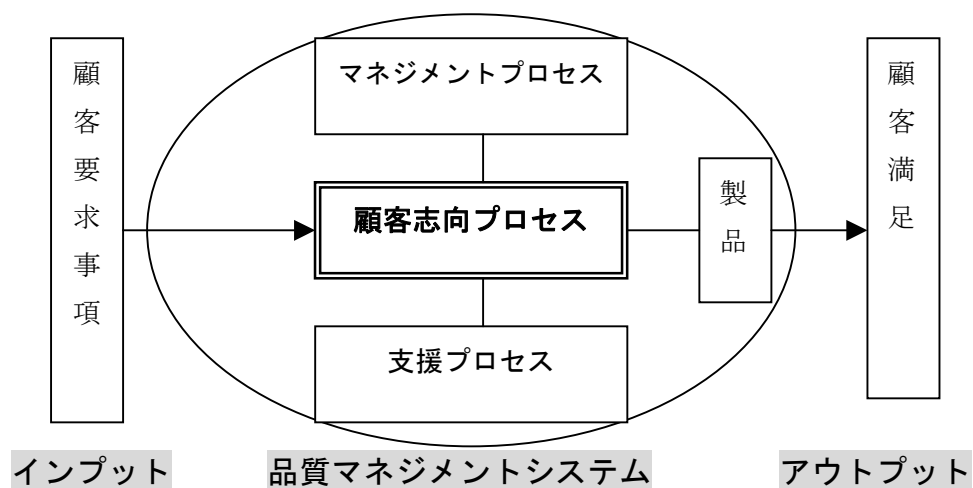 顧客要求事項
マネジメントプロセス
顧客志向プロセス
支援プロセス
製品
顧客満足
インプット
品質マネジメントシステム
アウトプット